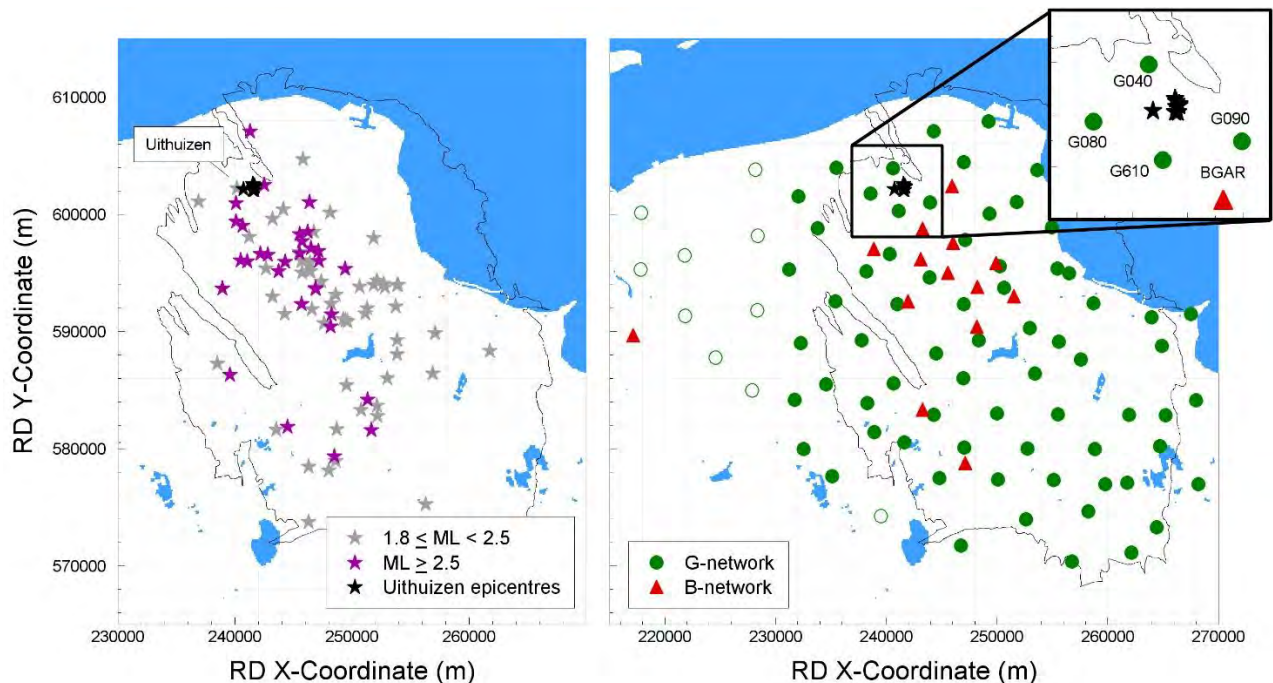 610000
600000
590000
580000
570000
RD Y-Coordinate (m)
Uithuizen
1.8 ≤ ML < 2.5
ML ≥ 2.5
Uithuizen epicentres
230000 240000 250000 260000
RD X-Coordinate (m)
G040
G080
G090
G610
BGAR
G-network
B-network
220000 230000 240000 250000 260000 270000
RD X-Coordinate (m)